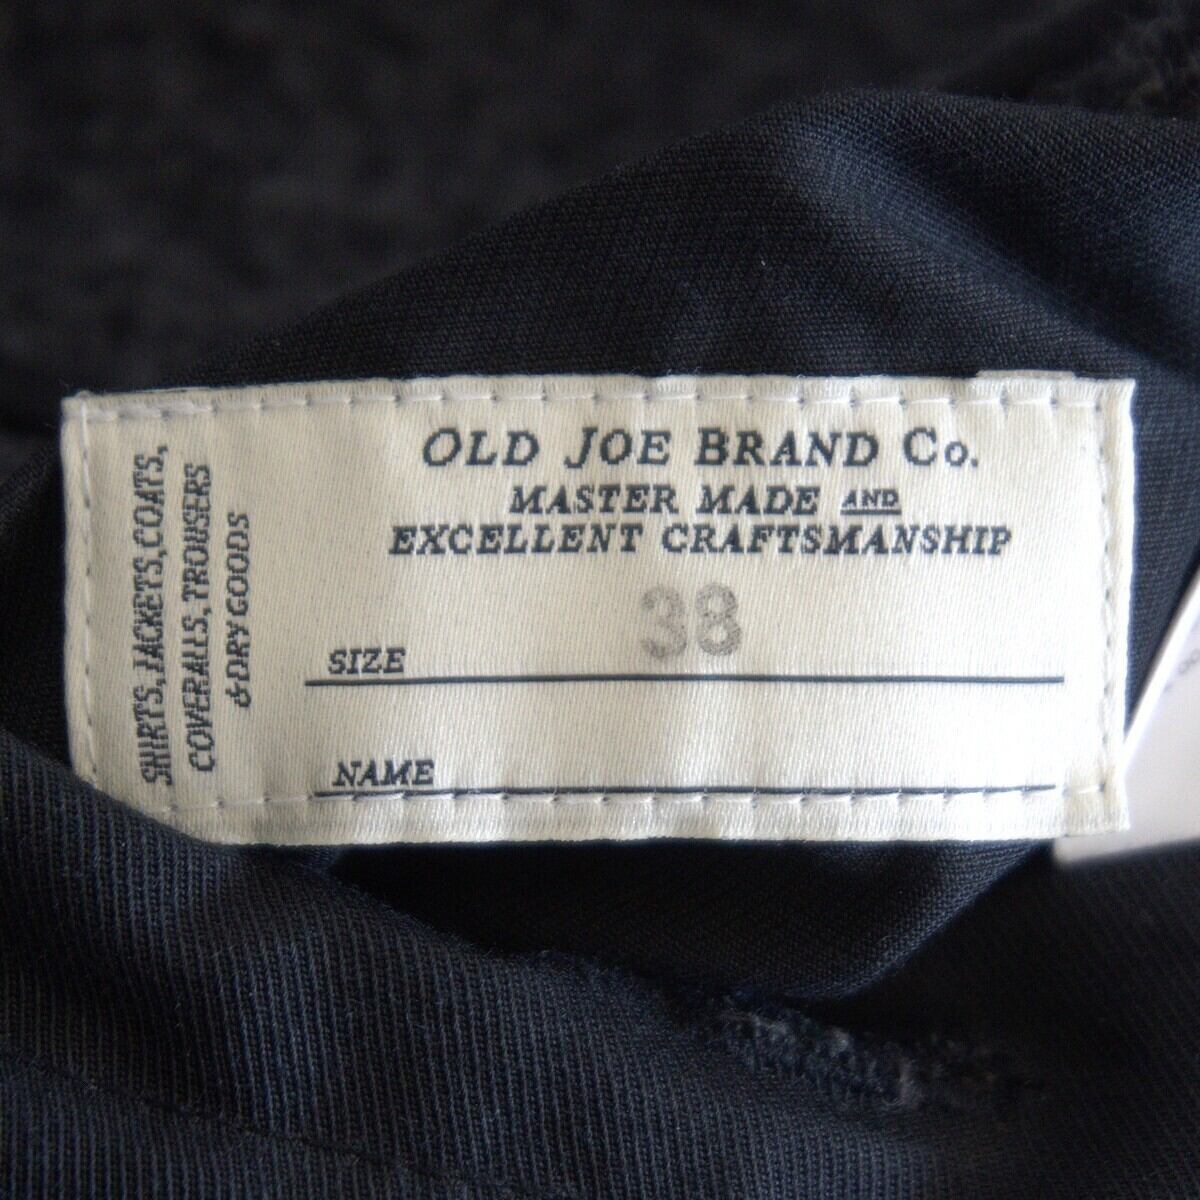 OLD JOE BRAND Co.
MASTER MADE AND
EXCELLENT CRAFTSMANSHIP
SIZE 38
NAME
SHIRTS, JACKETS, COATS,
COVERALLS, TROUSERS
& DRY GOODS